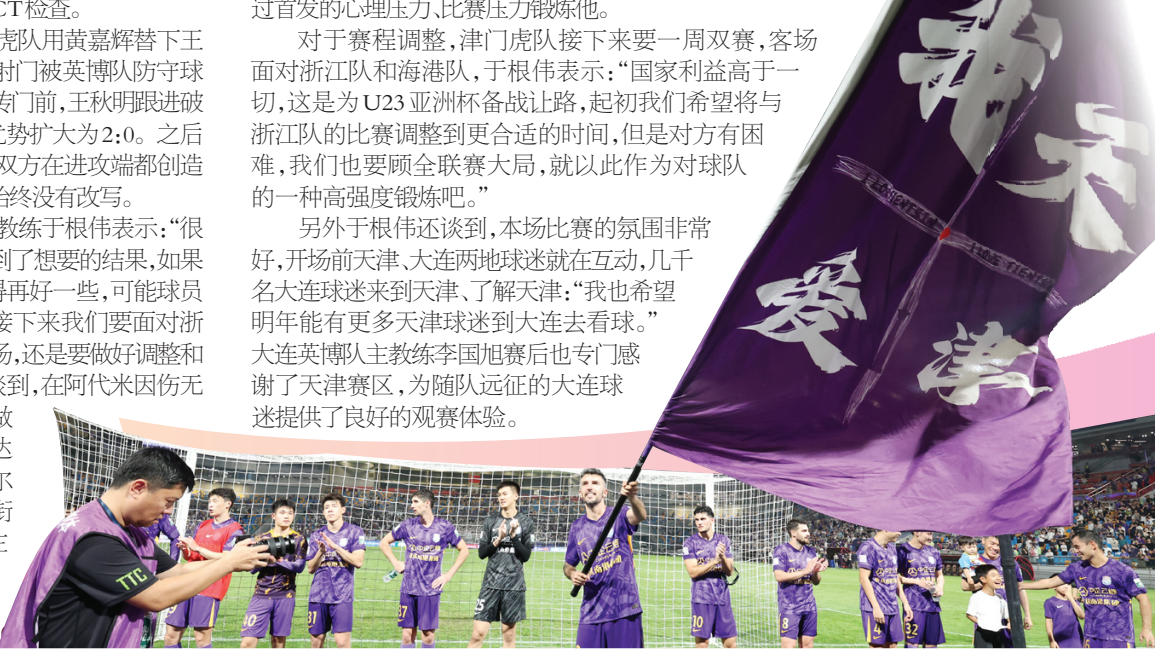 CT检查。
虎队用黄嘉辉替下王
射门被英博队防守球
传门前，王秋明跟进破
优势扩大为2:0。之后
双方在进攻端都创造
始终没有改写。
教练于根伟表示：“很
到了想要的结果，如果
得再好一些，可能球员
接下来我们要面对浙
场，还是要做好调整和
谈到，在阿代米因伤无
做
达
尔
衔
在
过首发的心理压力、比赛压力锻炼他。
对于赛程调整，津门虎队接下来要一周双赛，客场
面对浙江队和海港队，于根伟表示：“国家利益高于一
切，这是为U23亚洲杯备战让路，起初我们希望将与
浙江队的比赛调整到更合适的时间，但是对方有困
难，我们也要顾全联赛大局，就以此作为对球队
的一种高强度锻炼吧。”
另外于根伟还谈到，本场比赛的氛围非常
好，开场前天津、大连两地球迷就在互动，几千
名大连球迷来到天津、了解天津：“我也希望
明年能有更多天津球迷到大连去看球。”
大连英博队主教练李国旭赛后也专门感
谢了天津赛区，为随队远征的大连球
迷提供了良好的观赛体验。
我天
爱津
I LOVE TIENTSIN
TTC
30
31
37
25
10
8
4
32